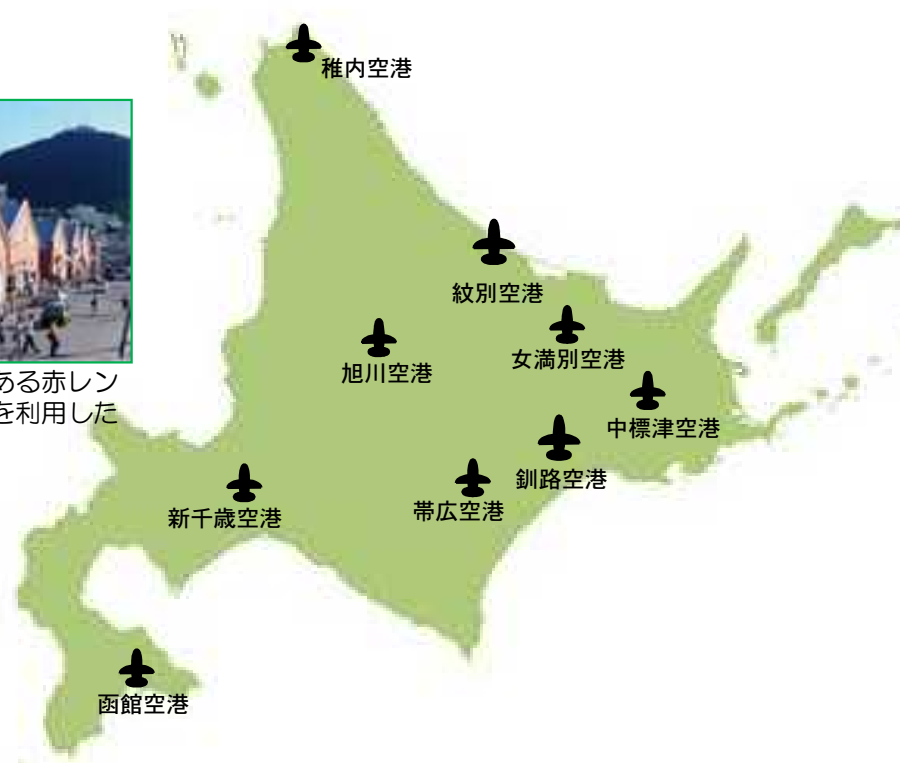 稚内空港
紋別空港
女満別空港
旭川空港
中標津空港
釧路空港
帯広空港
新千歳空港
函館空港
ある赤レン
を利用した